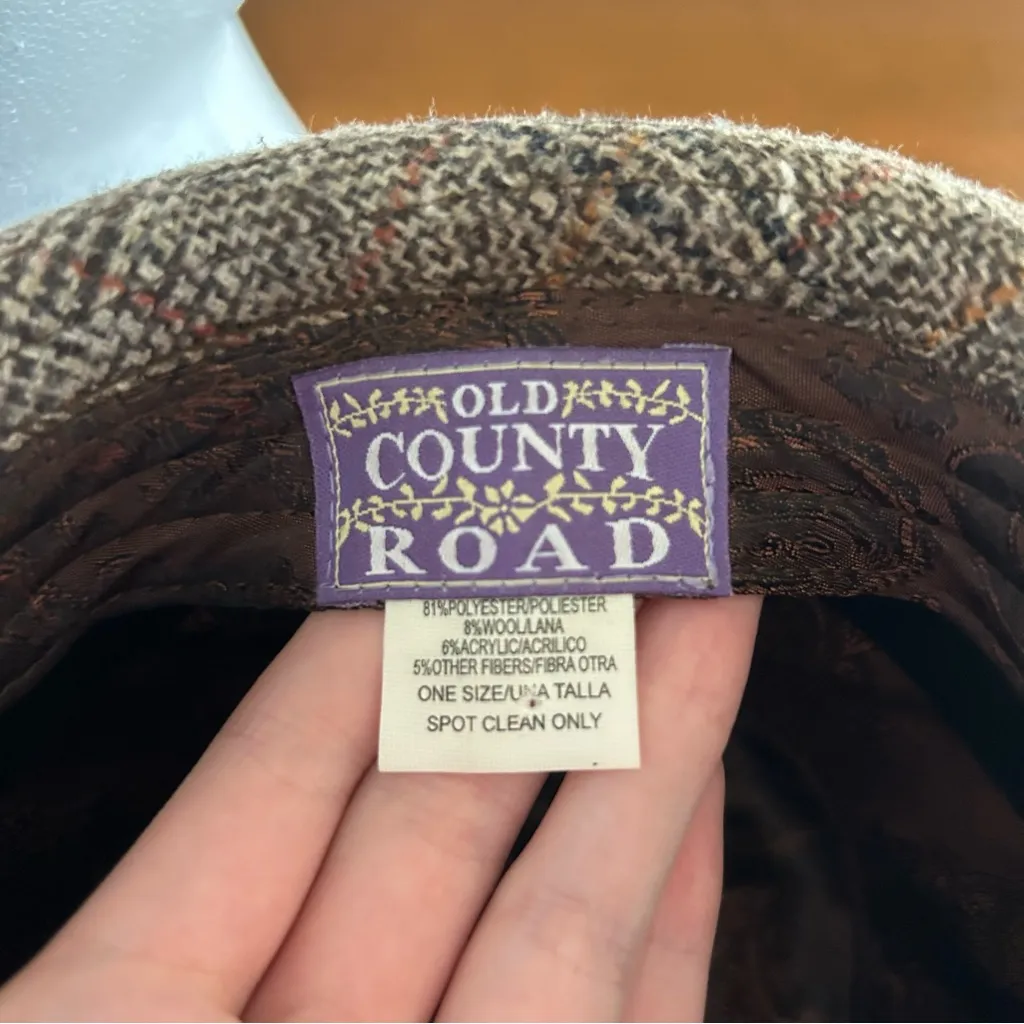 OLD
COUNTY
ROAD
81%POLYESTER/POLIESTER
8%WOOL/LANA
6%ACRYLIC/ACRILICO
5%OTHER FIBERS/FIBRA OTRA
ONE SIZE/UNA TALLA
SPOT CLEAN ONLY